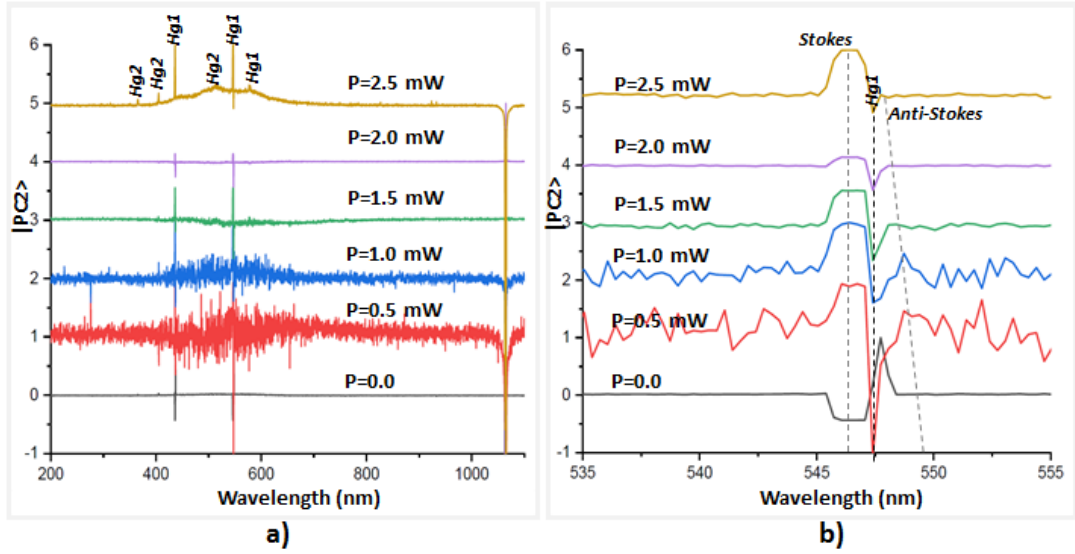 Hg1 Hg1
Hg2 Hg2 Hg2 Hg1
6
5
4
3
2
1
0
-1
P=2.5 mW
P=2.0 mW
P=1.5 mW
P=1.0 mW
P=0.5 mW
P=0.0
|PC2>
200 400 600 800 1000
Wavelength (nm)
a)
Stokes
Hg1
Anti-Stokes
6
5
4
3
2
1
0
-1
P=2.5 mW
P=2.0 mW
P=1.5 mW
P=1.0 mW
P=0.5 mW
P=0.0
|PC2>
535 540 545 550 555
Wavelength (nm)
b)